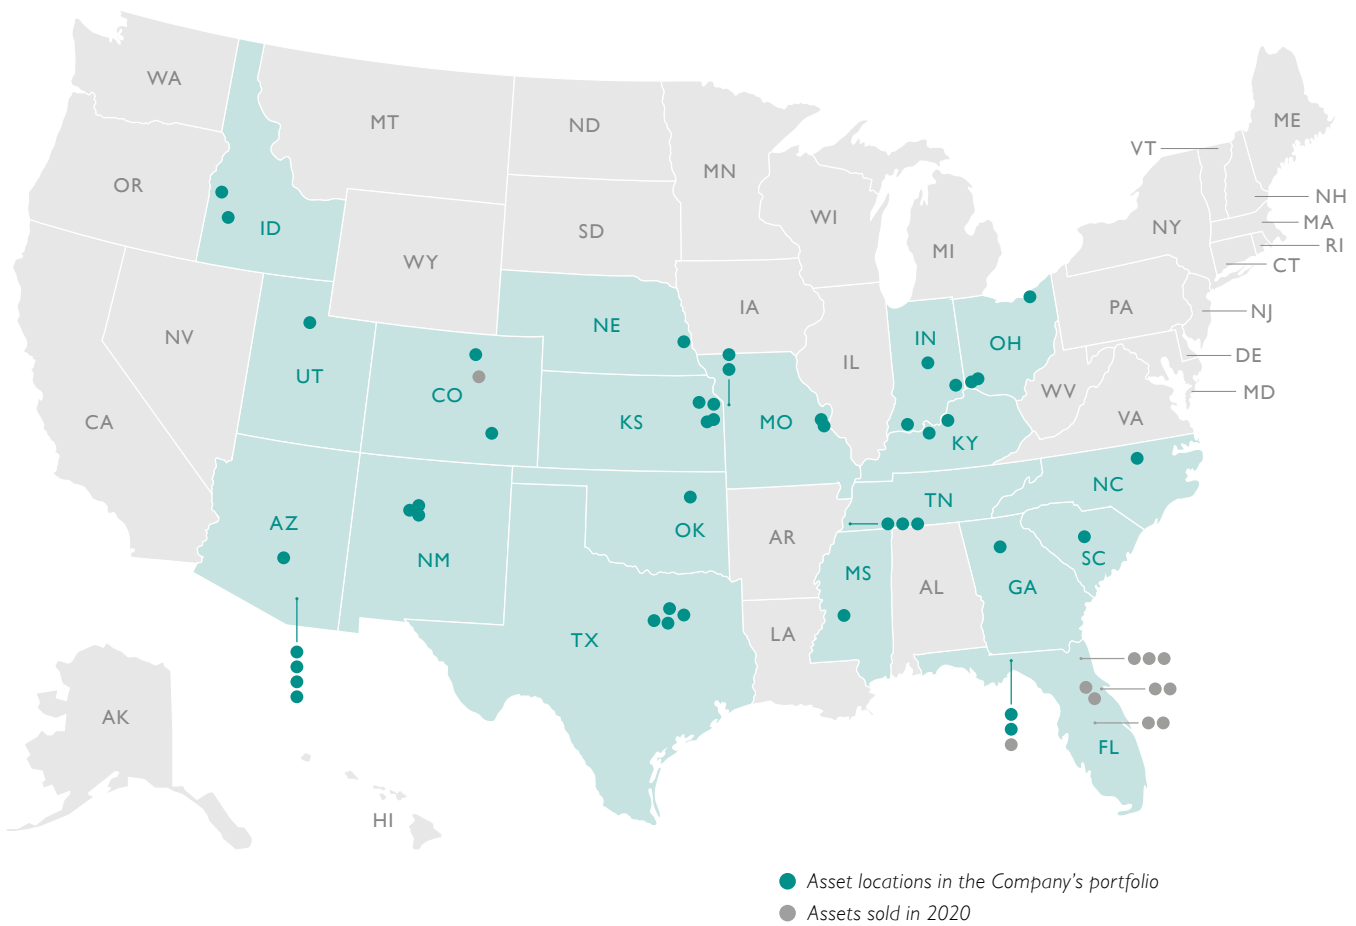 WA
MT
ND
MN
VT
ME
OR
ID
SD
WI
MI
NY
NH
MA
RI
CT
WY
IA
PA
NJ
NV
UT
NE
IL
IN
OH
DE
CA
CO
KS
MO
WV
MD
KY
VA
AZ
NM
OK
AR
TN
NC
SC
MS
AL
GA
TX
LA
FL
AK
HI
Asset locations in the Company's portfolio
Assets sold in 2020